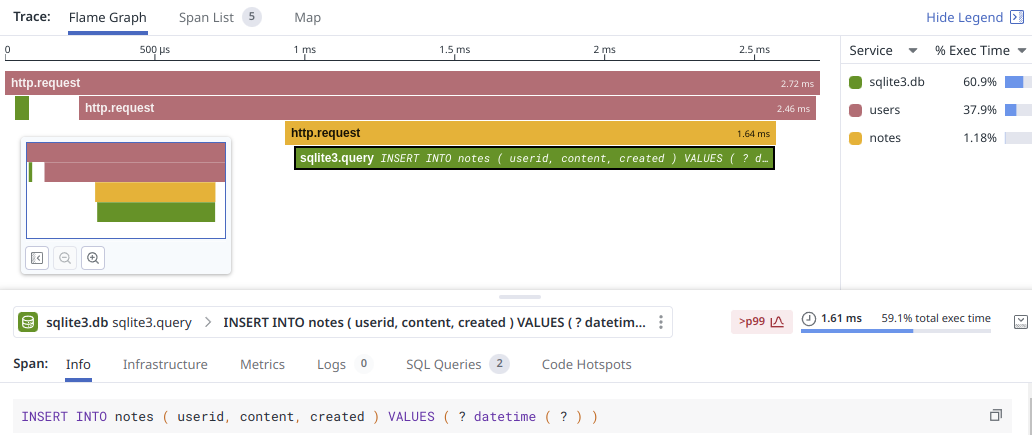 Trace: Flame Graph Span List 5 Map Hide Legend
0 500 µs 1 ms 1.5 ms 2 ms 2.5 ms
Service % Exec Time
http.request 2.72 ms
sqlite3.db 60.9%
http.request 2.46 ms
users 37.9%
http.request 1.64 ms
notes 1.18%
sqlite3.query INSERT INTO notes ( userid, content, created ) VALUES ( ? d…
sqlite3.db sqlite3.query > INSERT INTO notes ( userid, content, created ) VALUES ( ? datetim...
>p99 1.61 ms 59.1% total exec time
Span: Info Infrastructure Metrics Logs 0 SQL Queries 2 Code Hotspots
INSERT INTO notes ( userid, content, created ) VALUES ( ? datetime ( ? ) )